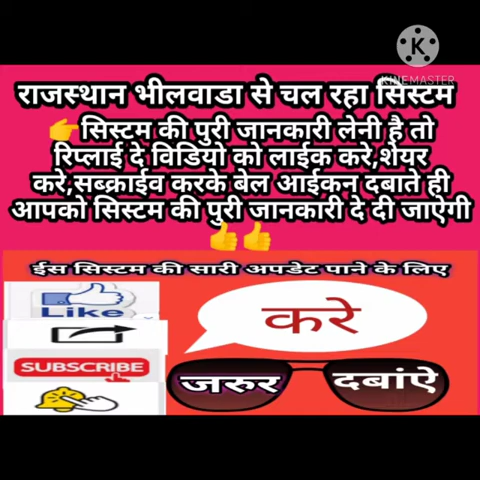 KINEMASTER
राजस्थान भीलवाडा से चल रहा सिस्टम
👉सिस्टम की पुरी जानकारी लेनी है तो
रिप्लाई दे विडियो को लाईक करे,शेयर
करे,सब्क्राईव करके बेल आईकन दबाते ही
आपको सिस्टम की पुरी जानकारी दे दी जाऐगी
👍👍
ईस सिस्टम की सारी अपडेट पाने के लिए
Like
करे
SUBSCRIBE
जरुर दबांऐ